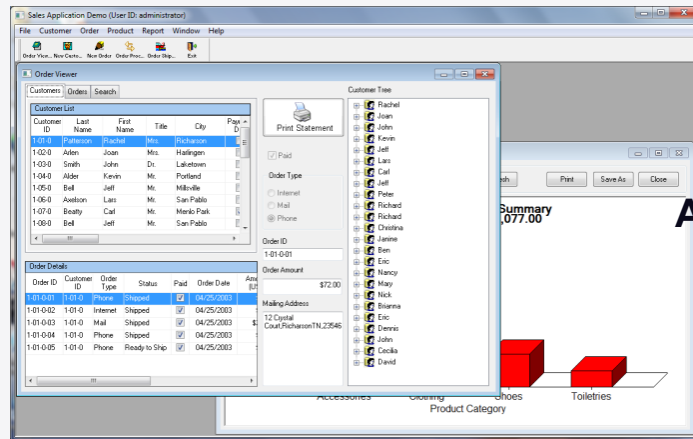 Sales Application Demo (User ID: administrator)
File Customer Order Product Report Window Help
Order View... New Custo... New Order Order Proc... Order Ship... Exit
Order Viewer
Customers Orders Search
Customer List
Customer ID Last Name First Name Title City
1-01-0 Patterson Rachel Mrs. Richarson
1-02-0 Arlen Joan Mrs. Harlingen
1-03-0 Smith John Dr. Laketown
1-04-0 Alder Kevin Mr. Portland
1-05-0 Bell Jeff Mr. Millsville
1-06-0 Axelson Lars Mr. San Pablo
1-07-0 Beatty Carl Mr. Menlo Park
1-08-0 Bell Jeff Mr. San Pablo
Order Details
Order ID Customer ID Order Type Status Paid Order Date
1-01-0-01 1-01-0 Phone Shipped 04/25/2003
1-01-0-02 1-01-0 Internet Shipped 04/25/2003
1-01-0-03 1-01-0 Mail Shipped 04/25/2003
1-01-0-04 1-01-0 Phone Shipped 04/25/2003
1-01-0-05 1-01-0 Phone Ready to Ship 04/25/2003
Print Statement
Paid
Order Type
Internet
Mail
Phone
Order ID
1-01-0-01
Order Amount
$72.00
Mailing Address
12 Crystal
Court,RicharsonTN,23546
Customer Tree
Rachel
Joan
John
Kevin
Jeff
Lars
Carl
Jeff
Peter
Richard
Richard
Christina
Janine
Ben
Eric
Nancy
Mary
Nick
Brianna
Eric
Dennis
John
Cecilia
David
Print Save As Close
Summary
,077.00
A
Accessories Clothing Shoes Toiletries
Product Category